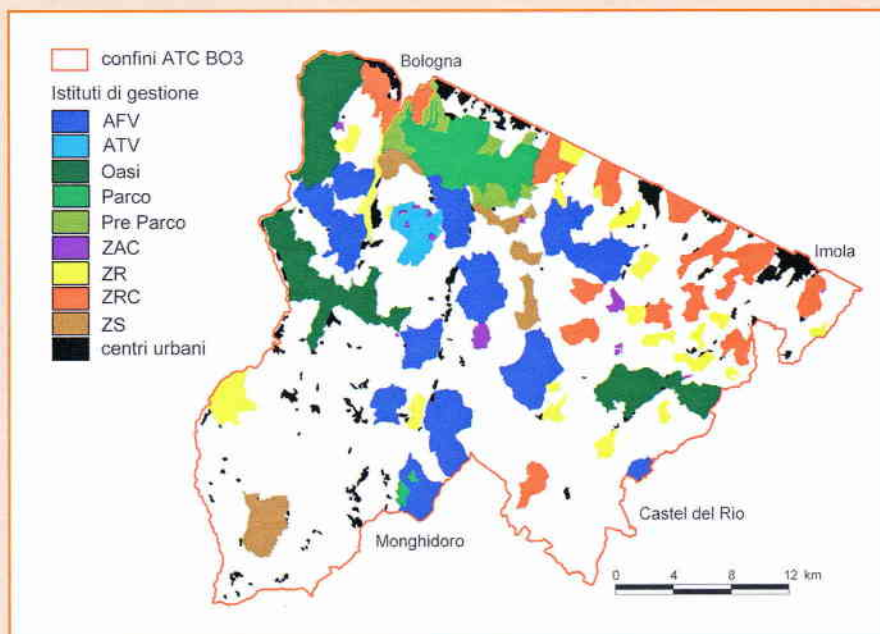 confini ATC BO3
Istituti di gestione
AFV
ATV
Oasi
Parco
Pre Parco
ZAC
ZR
ZRC
ZS
centri urbani
Bologna
Imola
Castel del Rio
Monghidoro
0 4 8 12 km